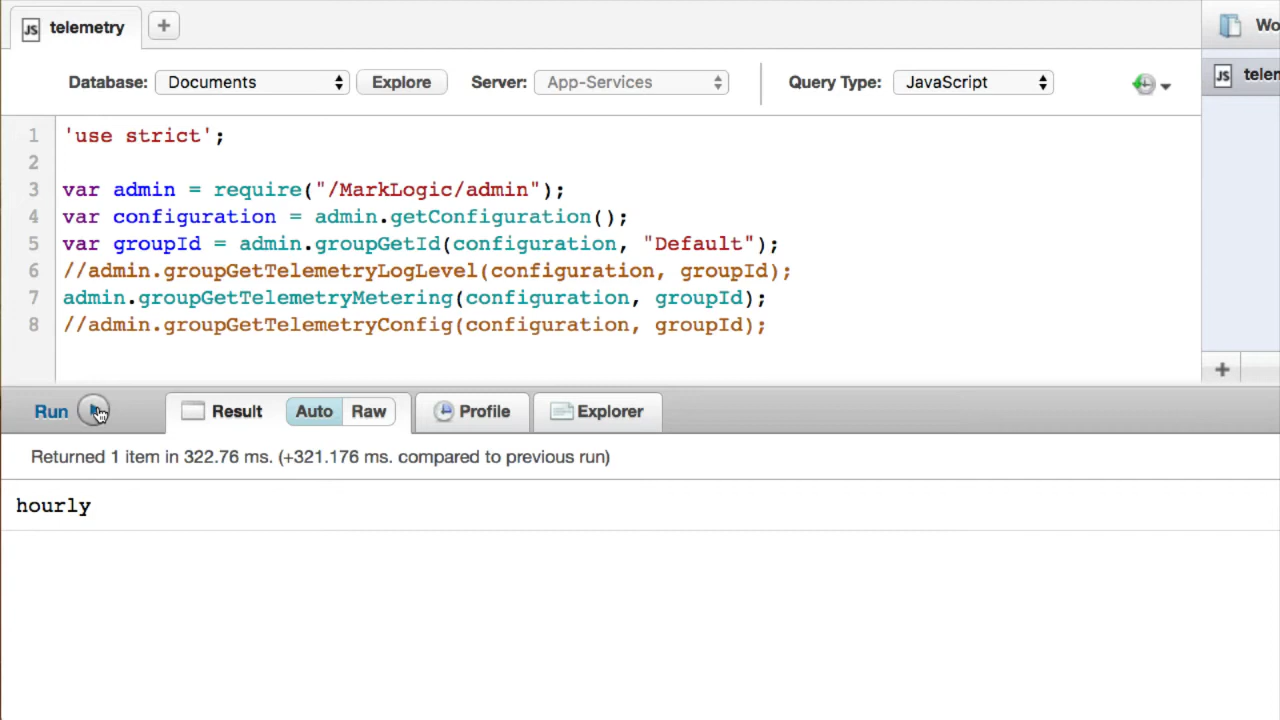 JS telemetry + Wo
Database: Documents Explore Server: App-Services Query Type: JavaScript JS telen
1 'use strict';
2
3 var admin = require("/MarkLogic/admin");
4 var configuration = admin.getConfiguration();
5 var groupId = admin.groupGetId(configuration, "Default");
6 //admin.groupGetTelemetryLogLevel(configuration, groupId);
7 admin.groupGetTelemetryMetering(configuration, groupId);
8 //admin.groupGetTelemetryConfig(configuration, groupId);
+
Run Result Auto Raw Profile Explorer
Returned 1 item in 322.76 ms. (+321.176 ms. compared to previous run)
hourly